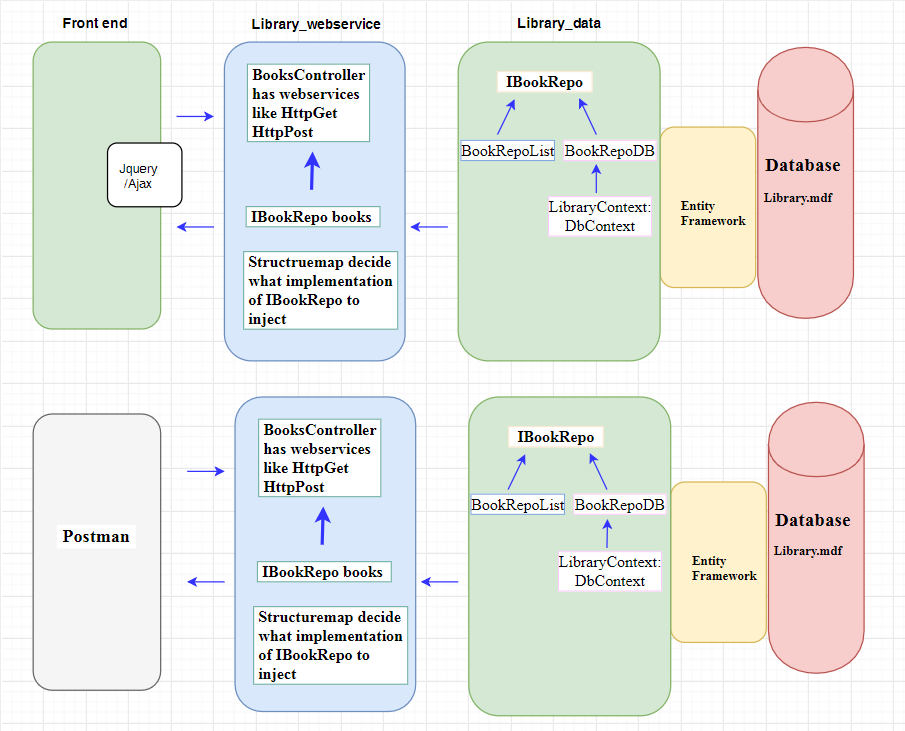 Front end
Library_webservice
Library_data
BooksController
has webservices
like HttpGet
HttpPost
IBookRepo
BookRepoList
BookRepoDB
Jquery
/Ajax
Database
Library.mdf
IBookRepo books
LibraryContext:
DbContext
Entity
Framework
Structruemap decide
what implementation
of IBookRepo to
inject
BooksController
has webservices
like HttpGet
HttpPost
IBookRepo
BookRepoList
BookRepoDB
Postman
Database
Library.mdf
IBookRepo books
LibraryContext:
DbContext
Entity
Framework
Structuremap decide
what implementation
of IBookRepo to
inject